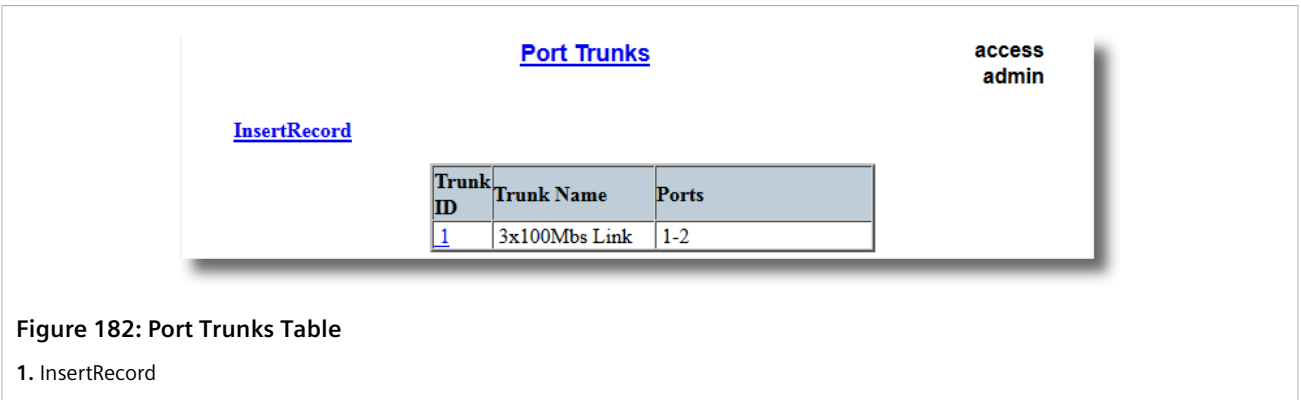 Port Trunks
access
admin
InsertRecord
Trunk ID Trunk Name Ports
1 3x100Mbs Link 1-2
Figure 182: Port Trunks Table
1. InsertRecord